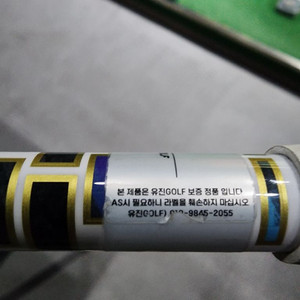 본 제품은 유진GOLF 보증 정품 입니다
AS시 필요하니 라벨을 훼손하지 마십시오
유진GOLF) 010-9845-2055